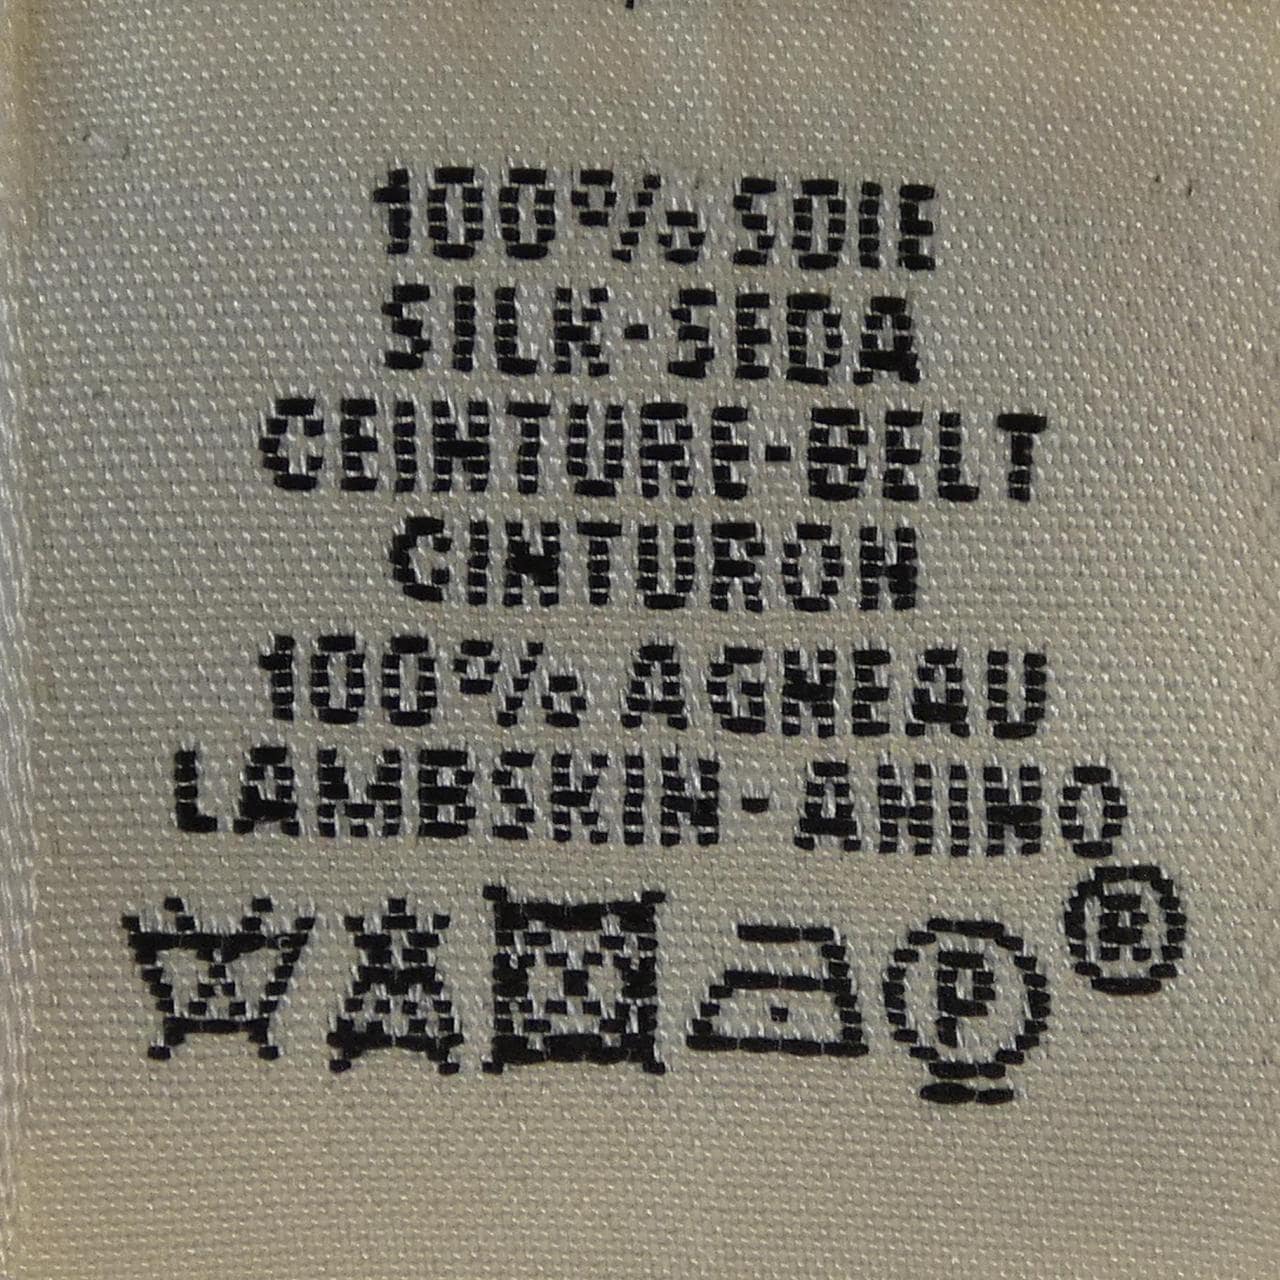 100% SOIE
SILK-SEDA
CEINTURE-BELT
CINTURON
100% AGNEAU
LAMBSKIN-ANINO
®
P